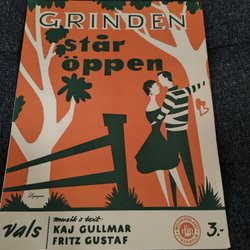 GRINDEN
står
öppen
vals
musik & text:
KAJ GULLMAR
FRITZ GUSTAF
3:-